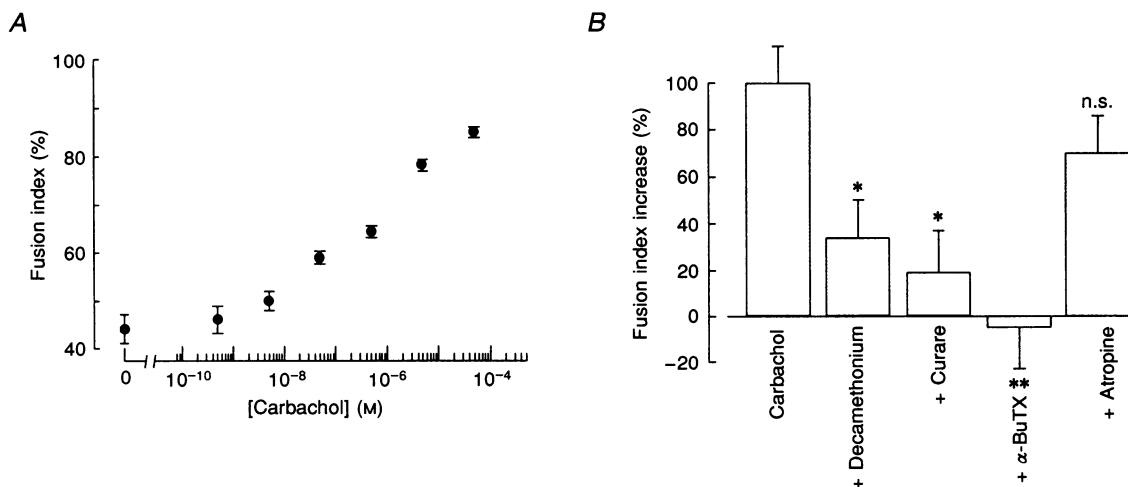 A
Fusion index (%)
100
80
60
40
0
10⁻¹⁰
10⁻⁸
10⁻⁶
10⁻⁴
[Carbachol] (M)
B
Fusion index increase (%)
100
80
60
40
20
0
−20
*
*
**
n.s.
Carbachol
+ Decamethonium
+ Curare
+ α-BuTX
+ Atropine